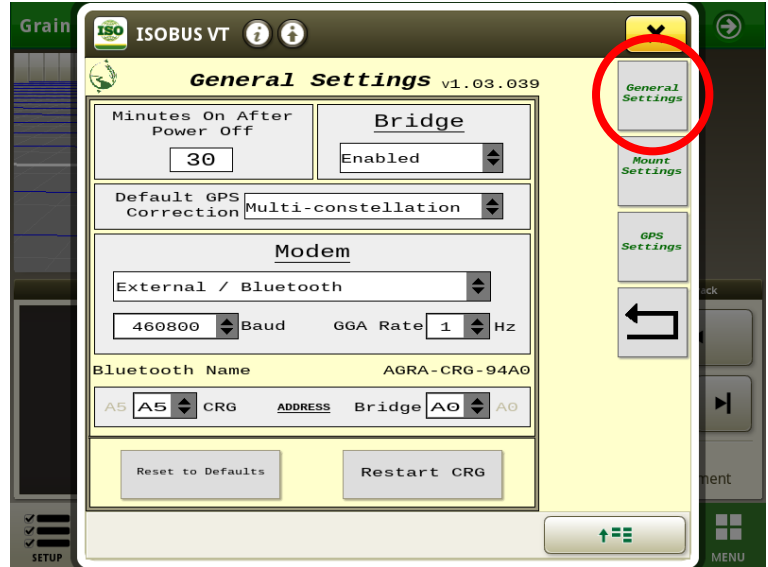 Grain
ISO ISOBUS VT
General Settings v1.03.039
Minutes On After
Power Off
30
Bridge
Enabled
Default GPS
Correction
Multi-constellation
Modem
External / Bluetooth
460800 Baud GGA Rate 1 Hz
Bluetooth Name AGRA-CRG-94A0
A5 A5 CRG ADDRESS Bridge A0 A0
Reset to Defaults
Restart CRG
General
Settings
Mount
Settings
GPS
Settings
ack
ment
SETUP
MENU